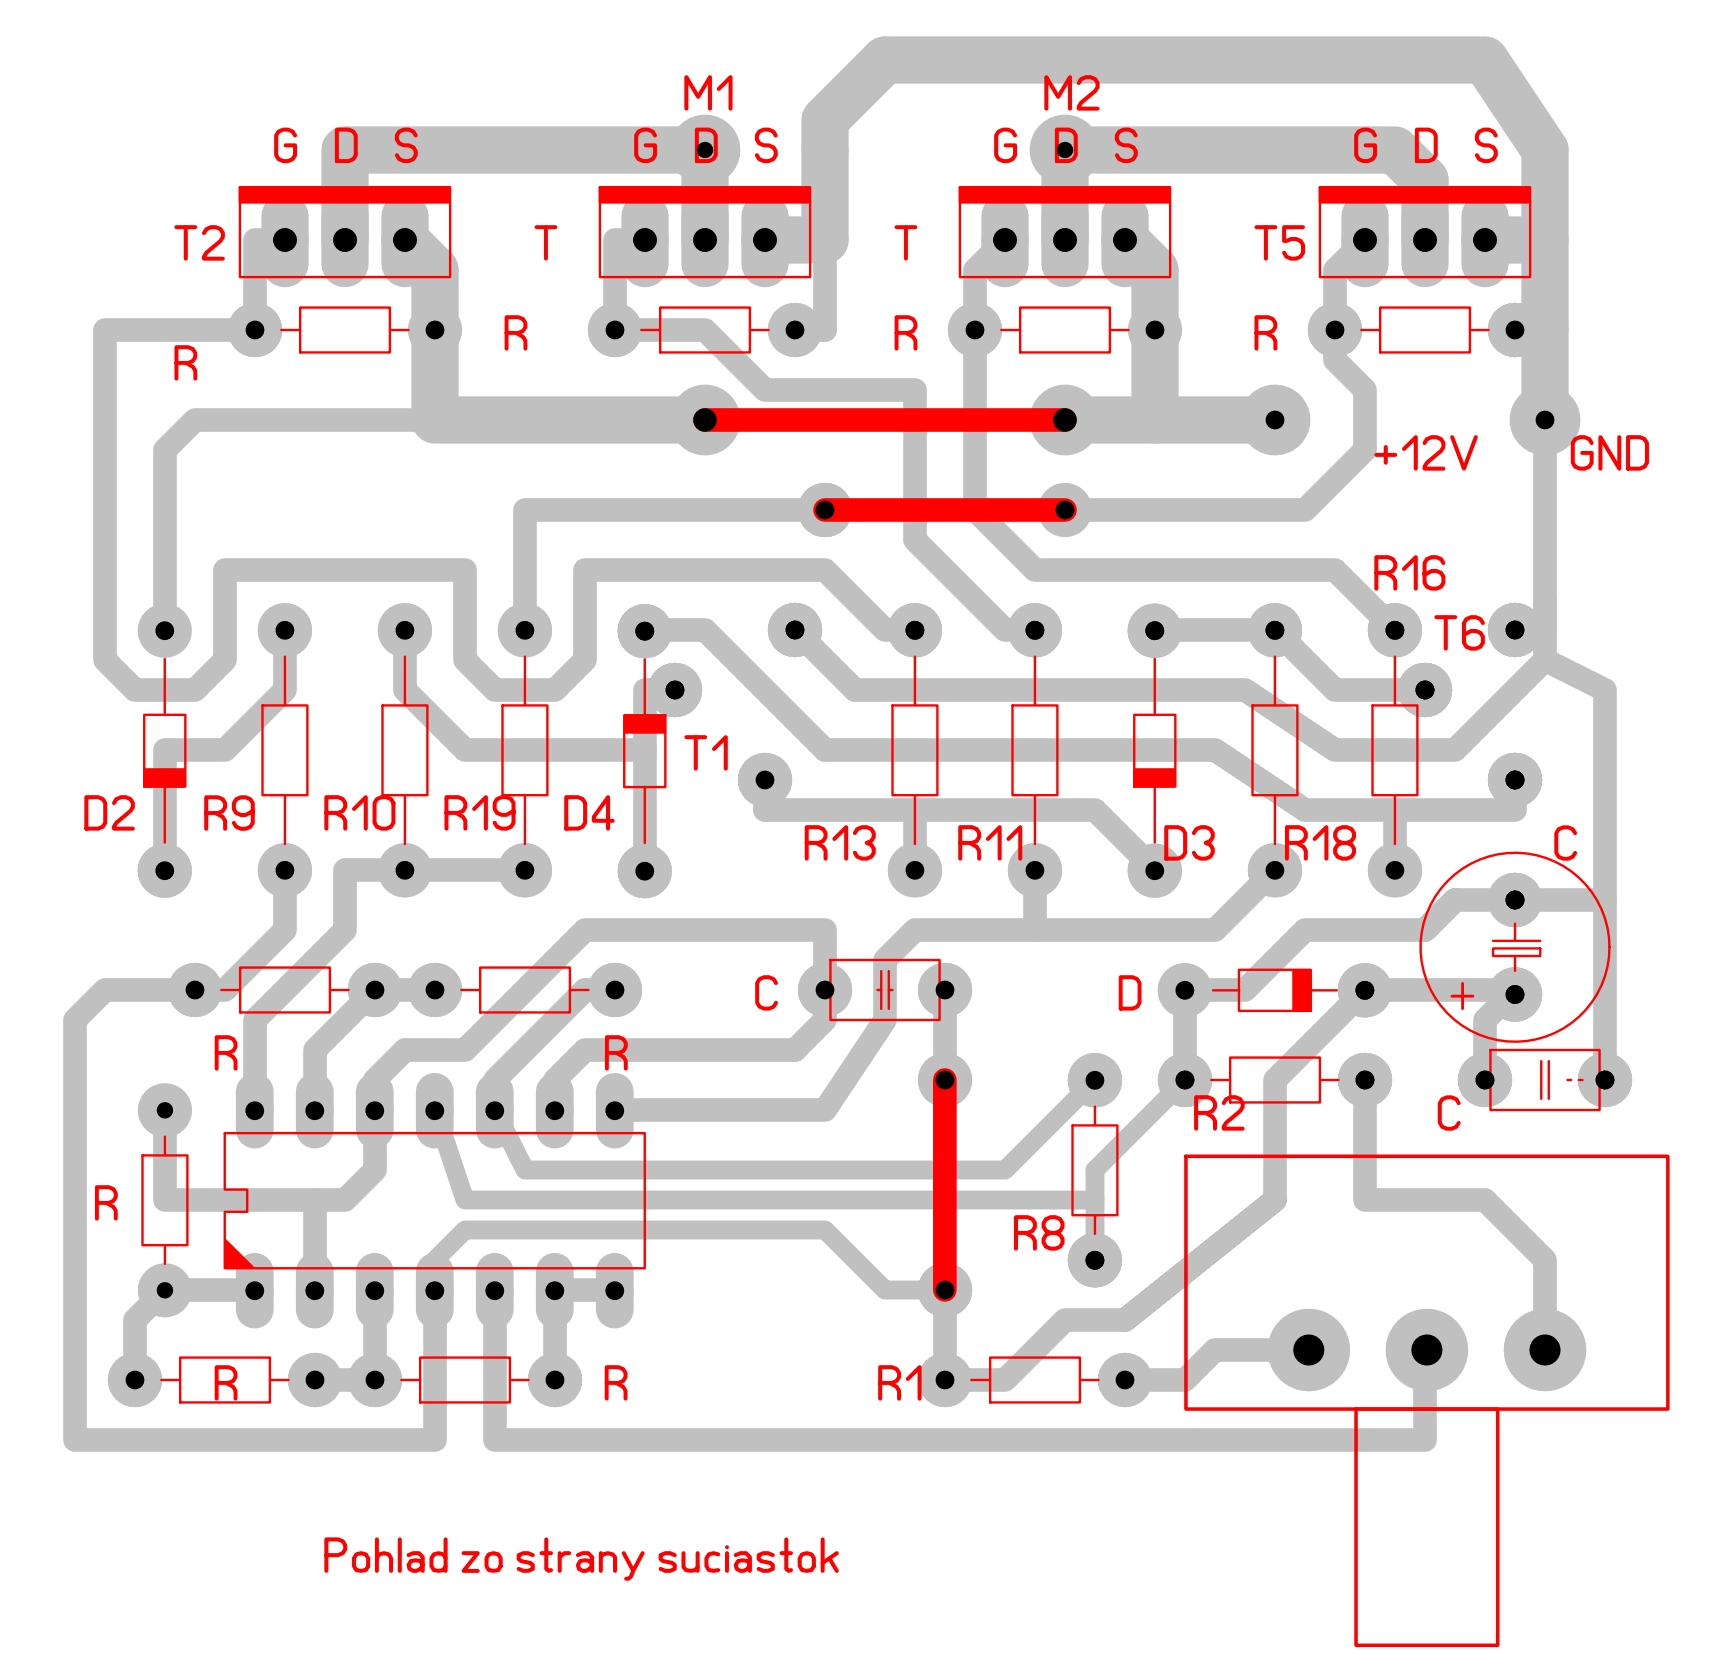 M1 M2
G D S G D S G D S G D S
T2 T T T5
R R R R
+12V GND
R16
T6
T1
D2 R9 R10 R19 D4
R13 R11 D3 R18 C
C D +
R R
R2 C
R R8
R R R1
Pohlad zo strany suciastok